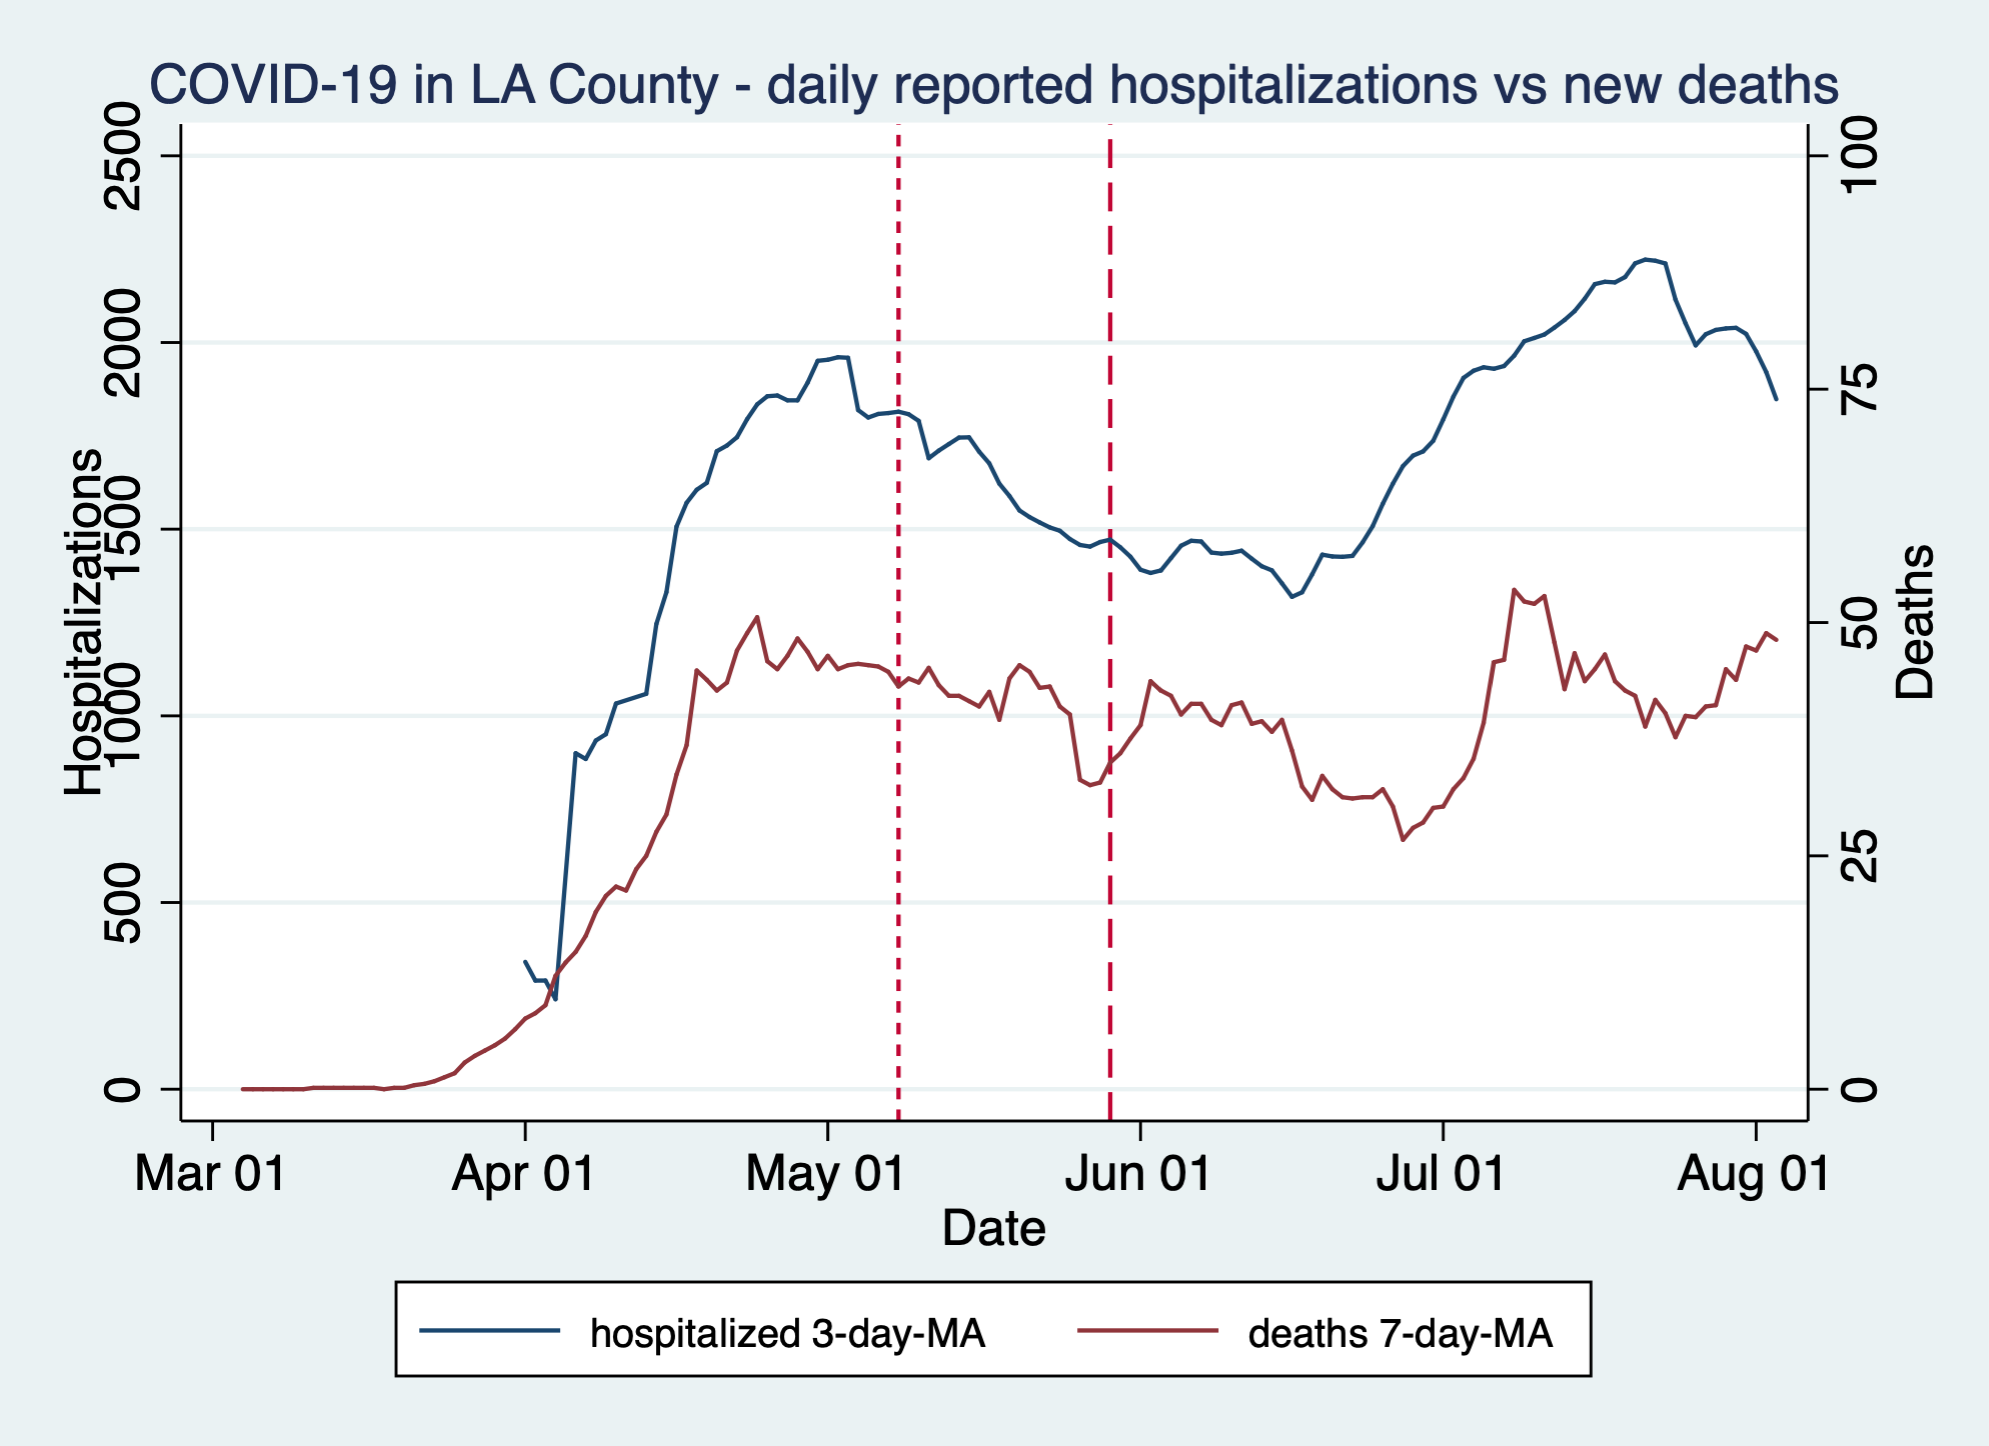 COVID-19 in LA County - daily reported hospitalizations vs new deaths
Hospitalizations
2500
2000
1500
1000
500
0
100
75
50
25
0
Deaths
Mar 01 Apr 01 May 01 Jun 01 Jul 01 Aug 01
Date
hospitalized 3-day-MA deaths 7-day-MA